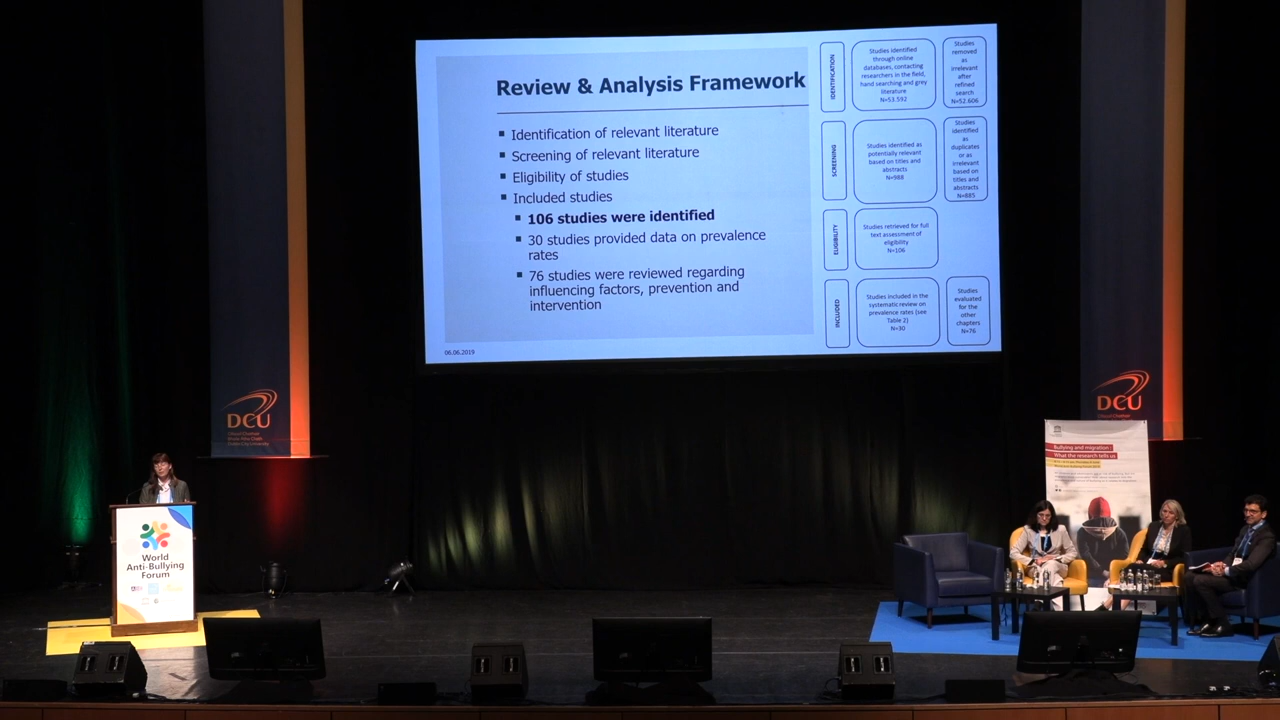 Review & Analysis Framework
Identification of relevant literature
Screening of relevant literature
Eligibility of studies
Included studies
106 studies were identified
30 studies provided data on prevalence
rates
76 studies were reviewed regarding
influencing factors, prevention and
intervention
06.06.2019
IDENTIFICATION
Studies identified
through online
databases, contacting
researchers in the field,
hand searching and grey
literature
N=53.592
Studies
removed
as
irrelevant
after
refined
search
N=52.606
SCREENING
Studies identified as
potentially relevant
based on titles and
abstracts
N=988
Studies
identified
as
duplicates
or as
irrelevant
based on
titles and
abstracts
N=885
ELIGIBILITY
Studies retrieved for full
text assessment of
eligibility
N=106
INCLUDED
Studies included in the
systematic review on
prevalence rates (see
Table 2)
N=30
Studies
evaluated
for the
other
chapters
N=76
DCU
DCU
World
Anti-Bullying
Forum
Bullying and migration :
What the research tells us